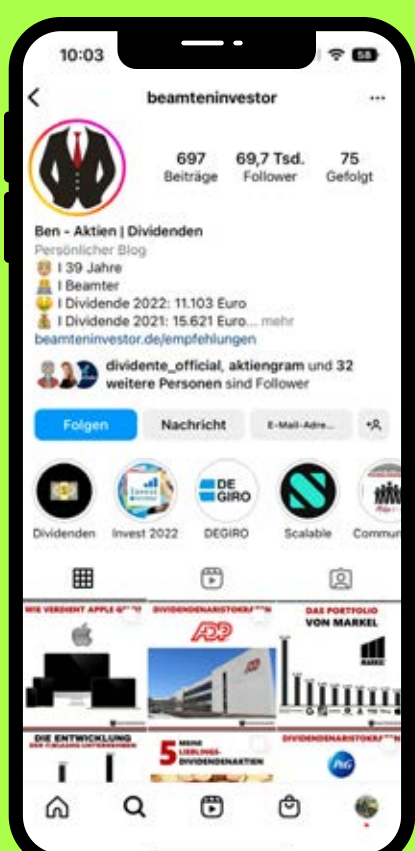 10:03
58
beamteninvestor
697 69,7 Tsd. 75
Beiträge Follower Gefolgt
Ben - Aktien | Dividenden
Persönlicher Blog
I 39 Jahre
I Beamter
I Dividende 2022: 11.103 Euro
I Dividende 2021: 15.621 Euro... mehr
beamteninvestor.de/empfehlungen
dividente_official, aktiengram und 32
weitere Personen sind Follower
Folgen Nachricht E-Mail-Adre...
Invest
DE
GIRO
Dividenden Invest 2022 DEGIRO Scalable Commun
WIE VERDIENT APPLE
DIVIDENDENARISTOKRATEN
DAS PORTFOLIO
VON MARKEL
ADP
MARKEL
DIE ENTWICKLUNG
5 MEINE
LIEBLINGS-
DIVIDENDENAKTIEN
P&G